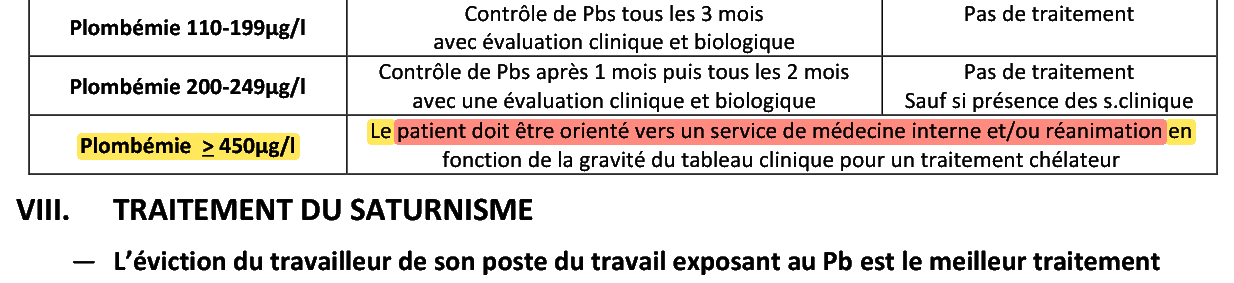 Plombémie 110-199µg/l
Contrôle de Pbs tous les 3 mois
avec évaluation clinique et biologique
Pas de traitement
Plombémie 200-249µg/l
Contrôle de Pbs après 1 mois puis tous les 2 mois
avec une évaluation clinique et biologique
Pas de traitement
Sauf si présence des s.clinique
Plombémie ≥ 450µg/l
Le patient doit être orienté vers un service de médecine interne et/ou réanimation en
fonction de la gravité du tableau clinique pour un traitement chélateur
VIII. TRAITEMENT DU SATURNISME
— L'éviction du travailleur de son poste du travail exposant au Pb est le meilleur traitement